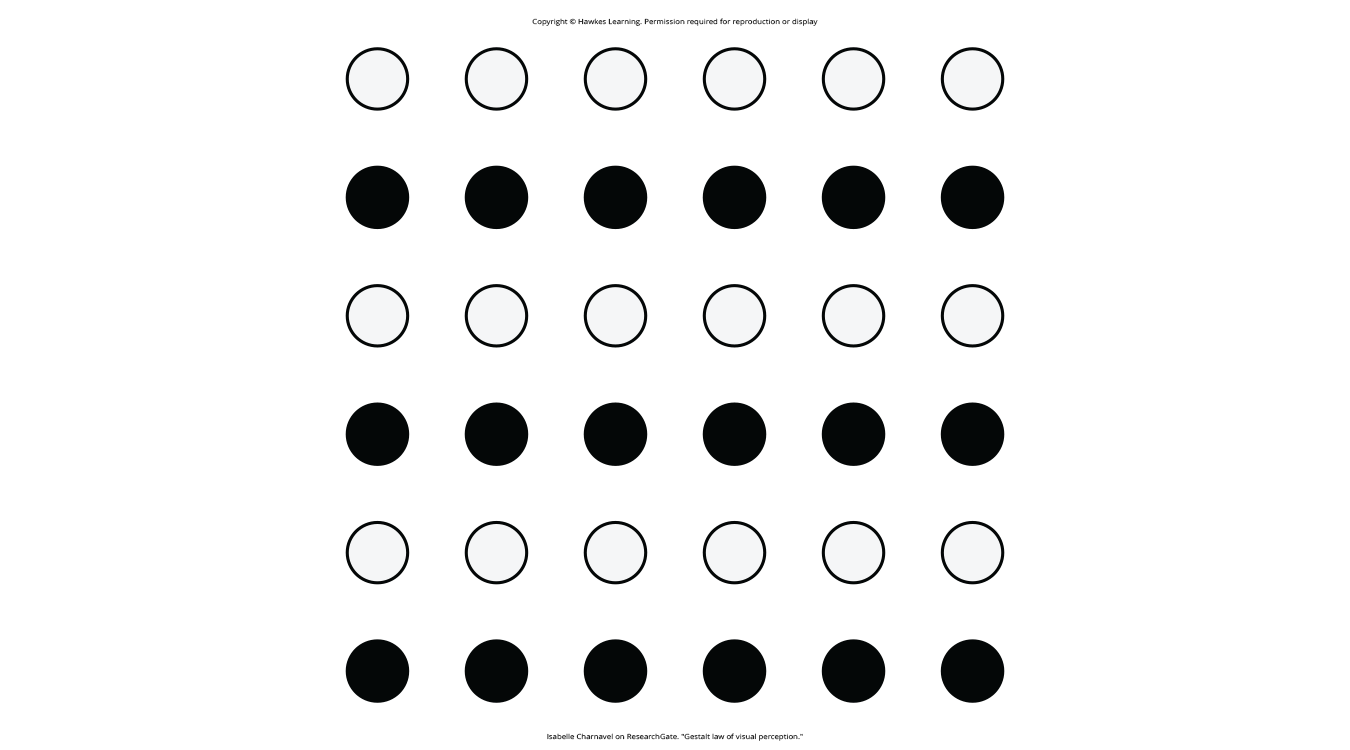 Copyright © Hawkes Learning. Permission required for reproduction or display
Isabelle Charnavel on ResearchGate. "Gestalt law of visual perception."